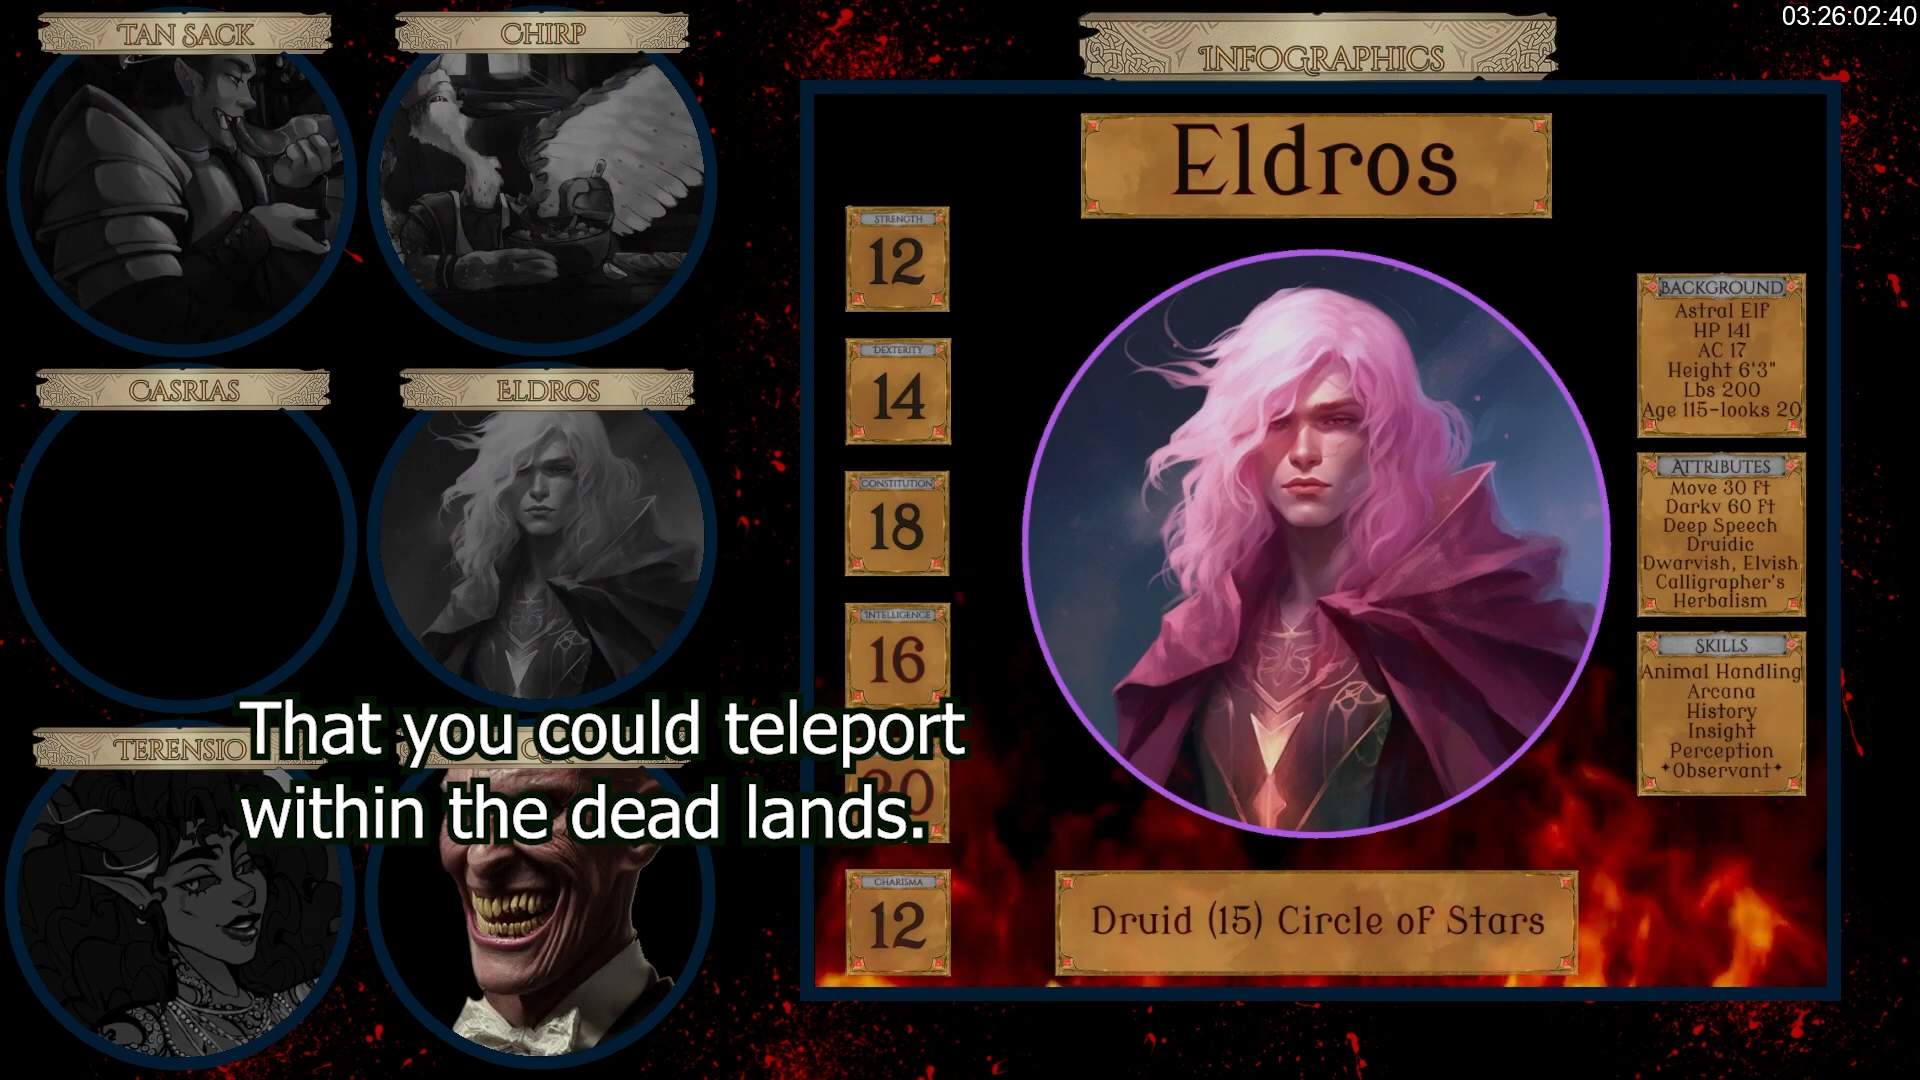 03:26:02:40
TAN SACK
CHIRP
INFOGRAPHICS
Eldros
STRENGTH
12
DEXTERITY
14
CONSTITUTION
18
INTELLIGENCE
16
20
CHARISMA
12
BACKGROUND
Astral Elf
HP 141
AC 17
Height 6'3"
Lbs 200
Age 115-looks 20
ATTRIBUTES
Move 30 ft
Darkv 60 ft
Deep Speech
Druidic
Dwarvish, Elvish
Calligrapher's
Herbalism
SKILLS
Animal Handling
Arcana
History
Insight
Perception
*Observant*
CASRIAS
ELDROS
TERENSIO
That you could teleport
within the dead lands.
Druid (15) Circle of Stars